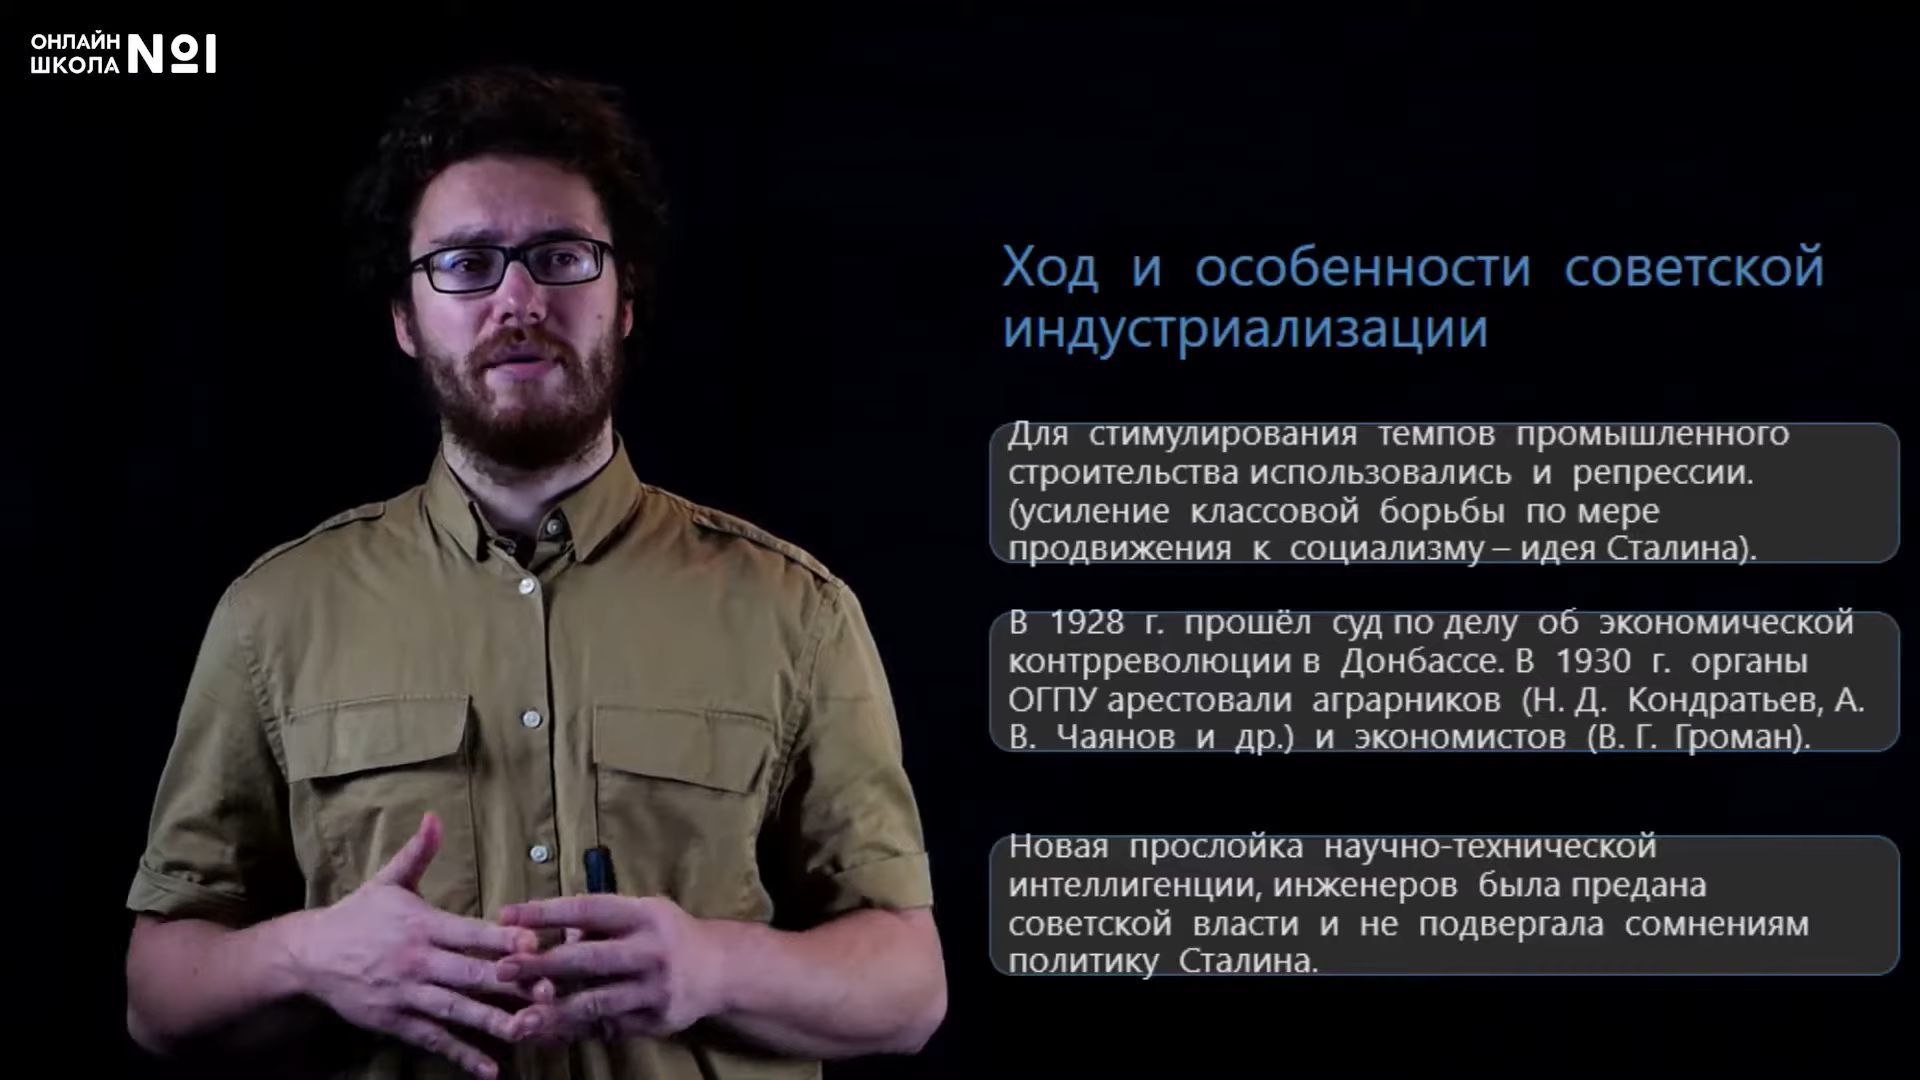 ОНЛАЙН
ШКОЛА №1
Ход и особенности советской
индустриализации
Для стимулирования темпов промышленного
строительства использовались и репрессии.
(усиление классовой борьбы по мере
продвижения к социализму – идея Сталина).
В 1928 г. прошёл суд по делу об экономической
контрреволюции в Донбассе. В 1930 г. органы
ОГПУ арестовали аграрников (Н. Д. Кондратьев, А.
В. Чаянов и др.) и экономистов (В. Г. Громан).
Новая прослойка научно-технической
интеллигенции, инженеров была предана
советской власти и не подвергала сомнениям
политику Сталина.